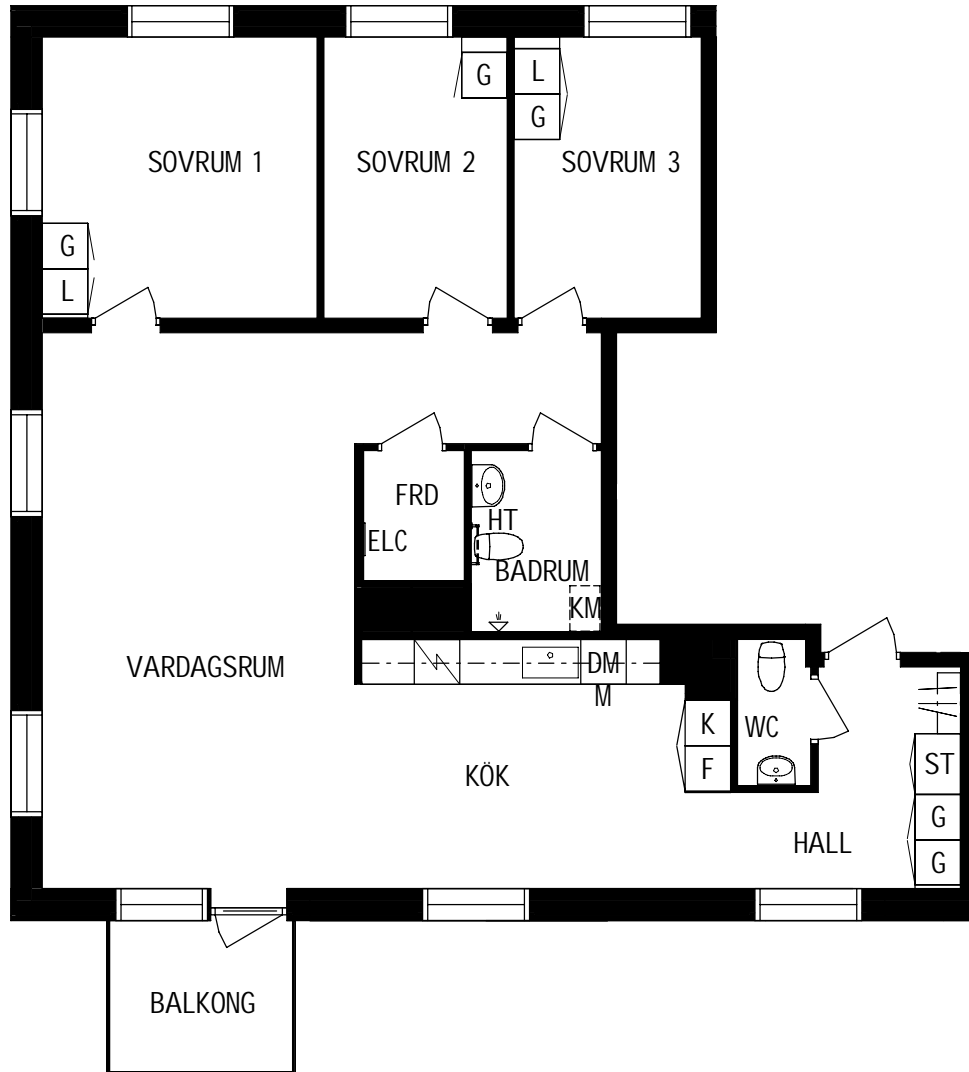 G
L
G
SOVRUM 1
SOVRUM 2
SOVRUM 3
G
L
FRD
HT
ELC
BADRUM
KM
VARDAGSRUM
DM
M
K
WC
F
KÖK
ST
G
HALL
G
BALKONG